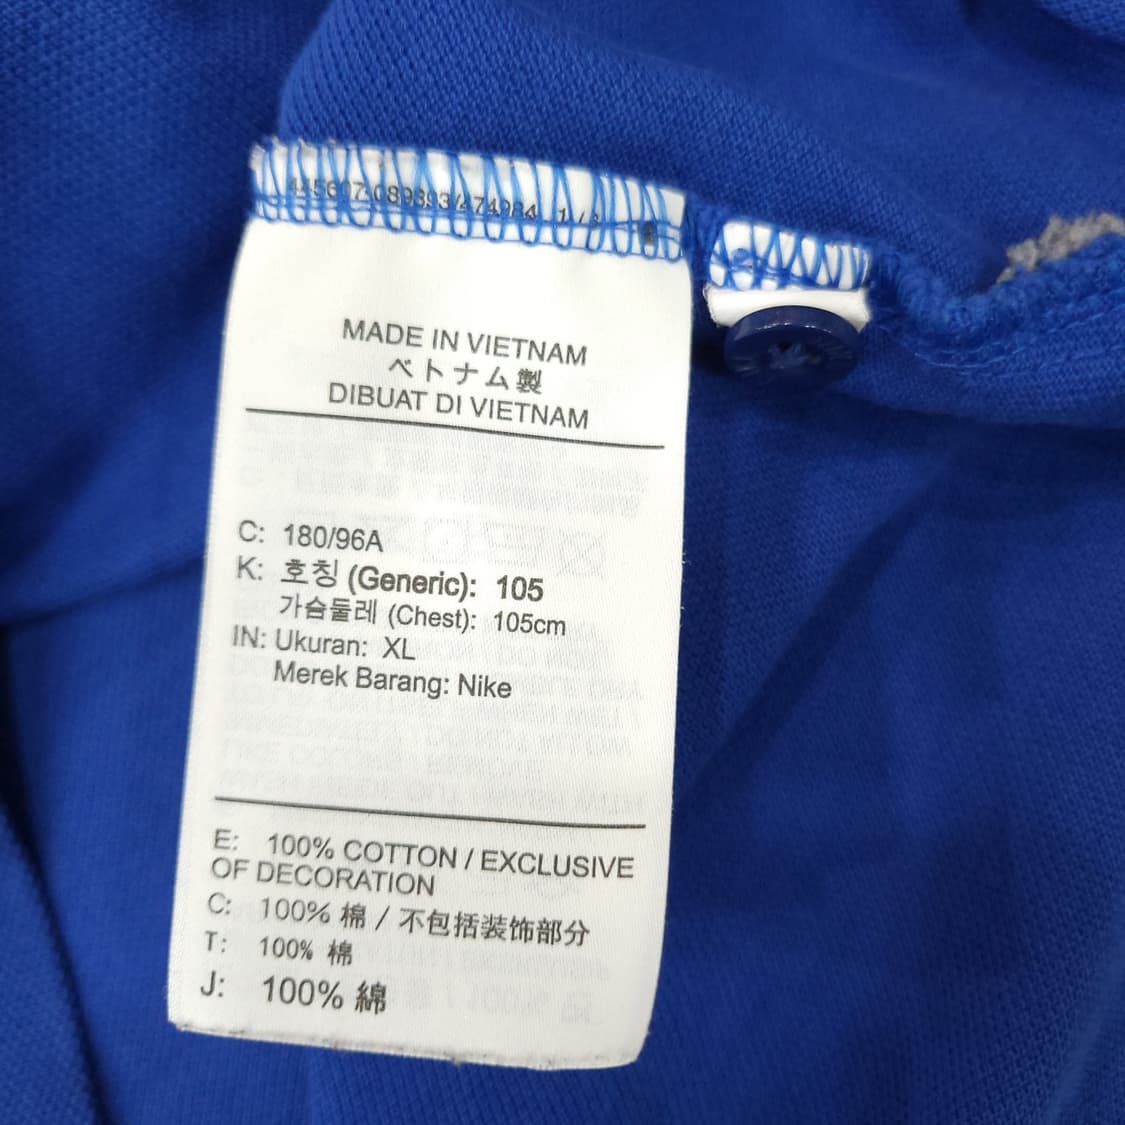 MADE IN VIETNAM
ベトナム製
DIBUAT DI VIETNAM
C: 180/96A
K: 호칭 (Generic): 105
가슴둘레 (Chest): 105cm
IN: Ukuran: XL
Merek Barang: Nike
E: 100% COTTON / EXCLUSIVE
OF DECORATION
C: 100% 棉 / 不包括装饰部分
T: 100% 棉
J: 100% 綿